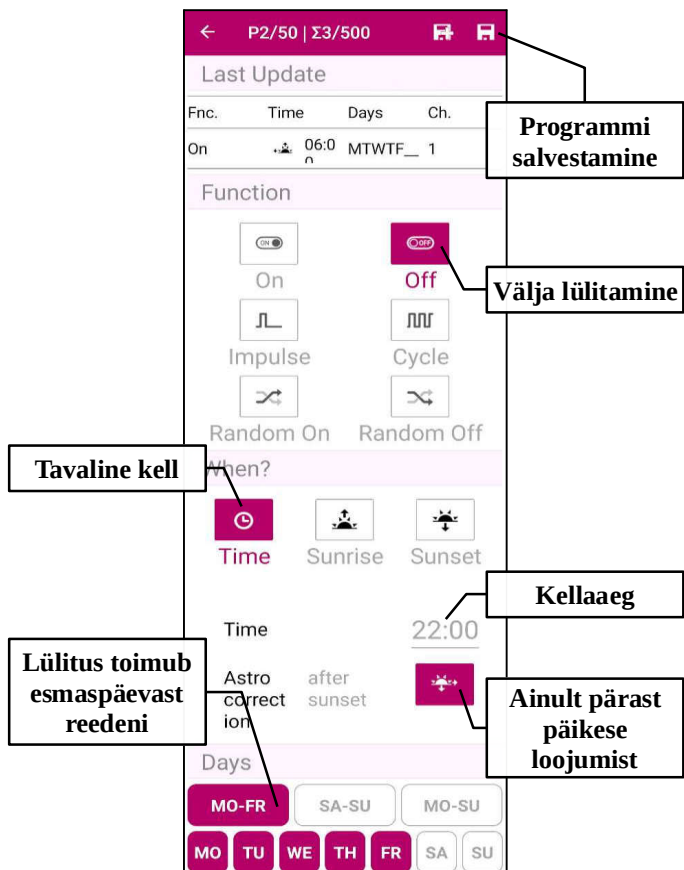 P2/50 | Σ3/500
Last Update
Fnc. Time Days Ch.
On 06:0
0 MTWTF__ 1
Programmi
salvestamine
Function
ON OFF
On Off
Välja lülitamine
Impulse Cycle
Random On Random Off
Tavaline kell
When?
Time Sunrise Sunset
Kellaaeg
Time 22:00
Lülitus toimub
esmaspäevast
reedeni
Astro
correct
ion
after
sunset
Ainult pärast
päikese
loojumist
Days
MO-FR SA-SU MO-SU
MO TU WE TH FR SA SU